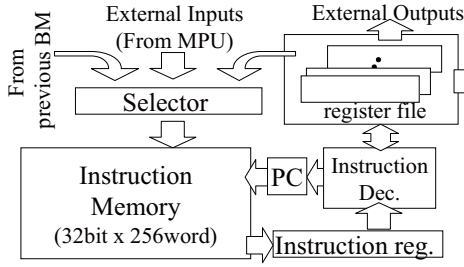 External Inputs
(From MPU)
External Outputs
From
previous BM
Selector
register file
Instruction
Memory
(32bit x 256word)
PC
Instruction
Dec.
Instruction reg.